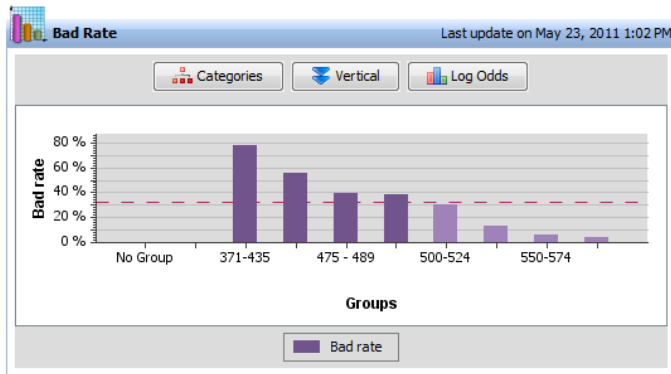 Bad Rate Last update on May 23, 2011 1:02 PM
Categories Vertical Log Odds
80 %
60 %
40 %
20 %
0 %
Bad rate
No Group 371-435 475 - 489 500-524 550-574
Groups
Bad rate